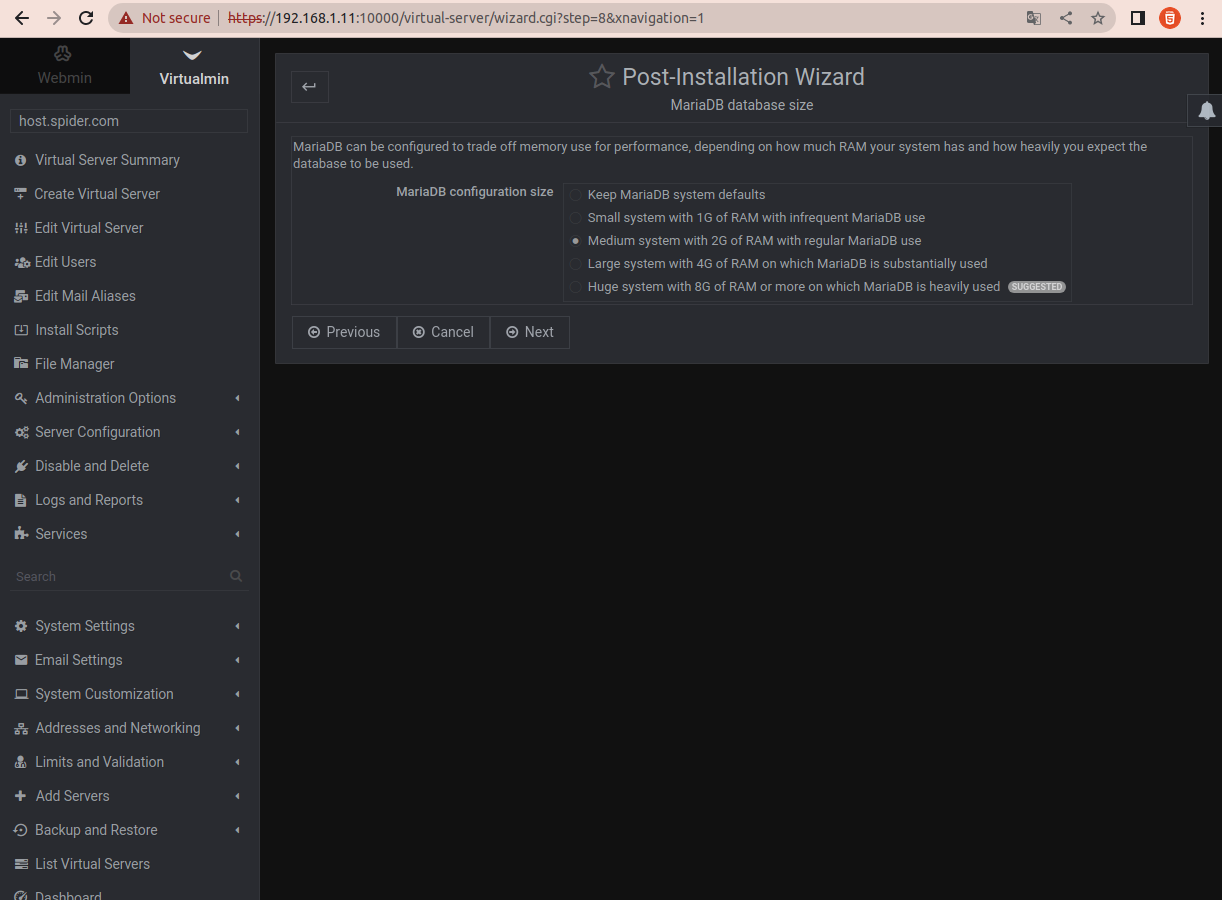 Not secure
https://192.168.1.11:10000/virtual-server/wizard.cgi?step=8&xnavigation=1
Webmin
Virtualmin
host.spider.com
Virtual Server Summary
Create Virtual Server
Edit Virtual Server
Edit Users
Edit Mail Aliases
Install Scripts
File Manager
Administration Options
Server Configuration
Disable and Delete
Logs and Reports
Services
Search
System Settings
Email Settings
System Customization
Addresses and Networking
Limits and Validation
Add Servers
Backup and Restore
List Virtual Servers
Dashboard
Post-Installation Wizard
MariaDB database size
MariaDB can be configured to trade off memory use for performance, depending on how much RAM your system has and how heavily you expect the
database to be used.
MariaDB configuration size
Keep MariaDB system defaults
Small system with 1G of RAM with infrequent MariaDB use
Medium system with 2G of RAM with regular MariaDB use
Large system with 4G of RAM on which MariaDB is substantially used
Huge system with 8G of RAM or more on which MariaDB is heavily used SUGGESTED
Previous Cancel Next